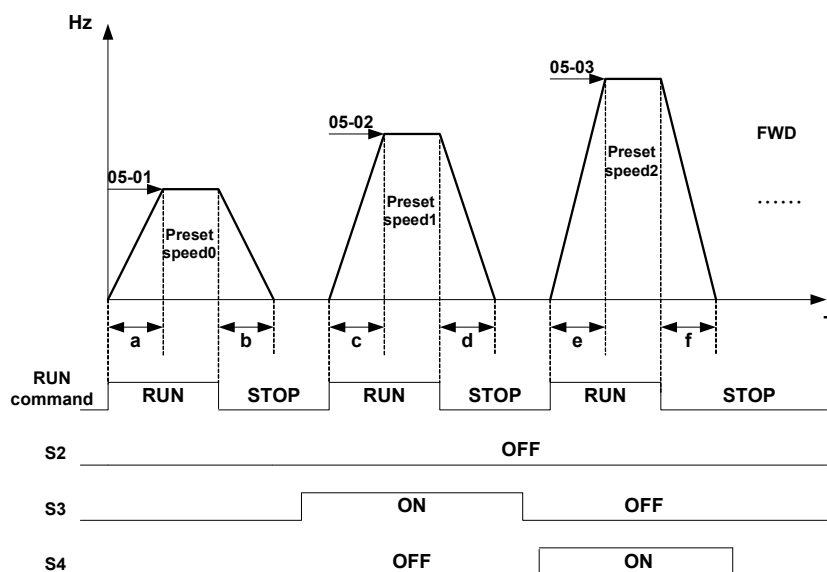 Hz
05-03
05-02
FWD
Preset
speed2
05-01
Preset
speed1
Preset
speed0
......
a
b
c
d
e
f
RUN
command
RUN
STOP
RUN
STOP
RUN
STOP
S2
OFF
S3
ON
OFF
S4
OFF
ON